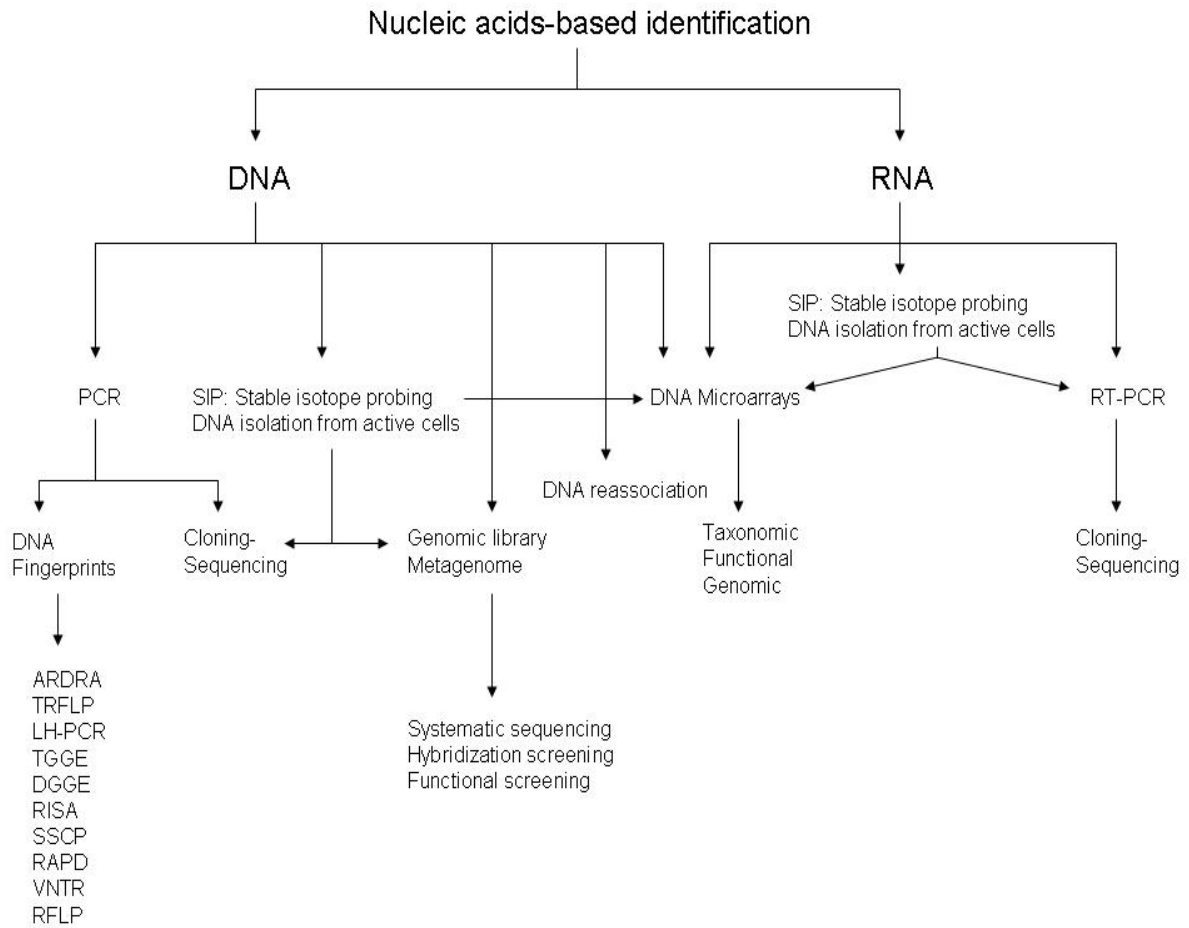 Nucleic acids-based identification
DNA
RNA
SIP: Stable isotope probing
DNA isolation from active cells
PCR
SIP: Stable isotope probing
DNA isolation from active cells
DNA Microarrays
RT-PCR
DNA reassociation
DNA
Fingerprints
Cloning-
Sequencing
Genomic library
Metagenome
Taxonomic
Functional
Genomic
Cloning-
Sequencing
ARDRA
TRFLP
LH-PCR
TGGE
DGGE
RISA
SSCP
RAPD
VNTR
RFLP
Systematic sequencing
Hybridization screening
Functional screening